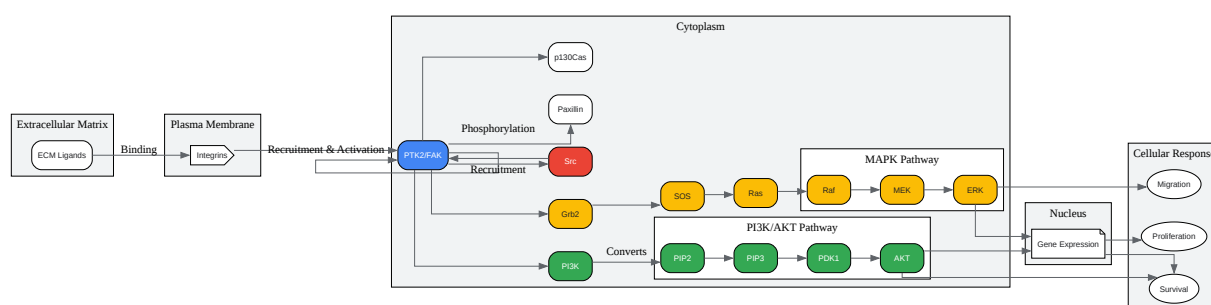 Cytoplasm
p130Cas
Extracellular Matrix
Plasma Membrane
Paxillin
Phosphorylation
ECM Ligands
Binding
Integrins
Recruitment & Activation
PTK2/FAK
Src
Recruitment
MAPK Pathway
Cellular Response
SOS
Ras
Raf
MEK
ERK
Migration
Grb2
PI3K/AKT Pathway
Nucleus
Gene Expression
Proliferation
PI3K
Converts
PIP2
PIP3
PDK1
AKT
Survival